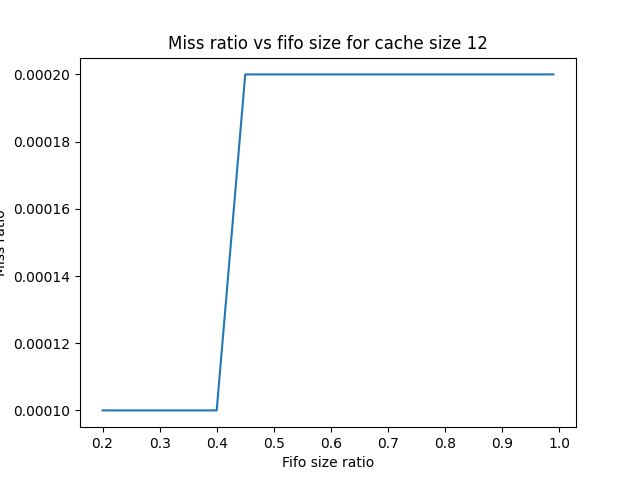 Miss ratio vs fifo size for cache size 12
0.00020
0.00018
0.00016
0.00014
0.00012
0.00010
Miss ratio
0.2 0.3 0.4 0.5 0.6 0.7 0.8 0.9 1.0
Fifo size ratio